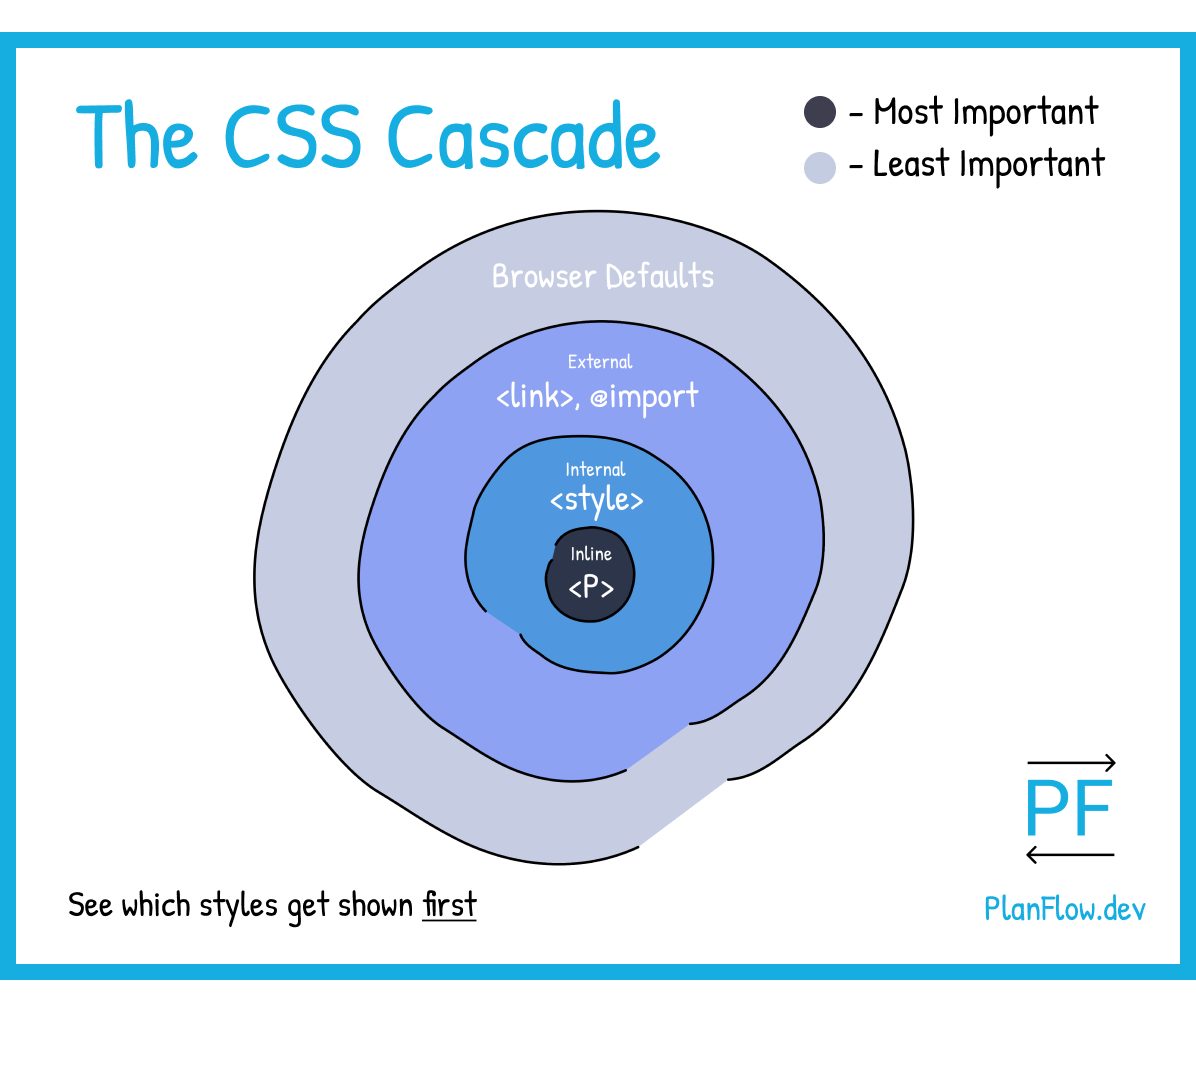 The CSS Cascade
- Most Important
- Least Important
Browser Defaults
External
<link>, @import
Internal
<style>
Inline
<P>
PF
See which styles get shown first
PlanFlow.dev